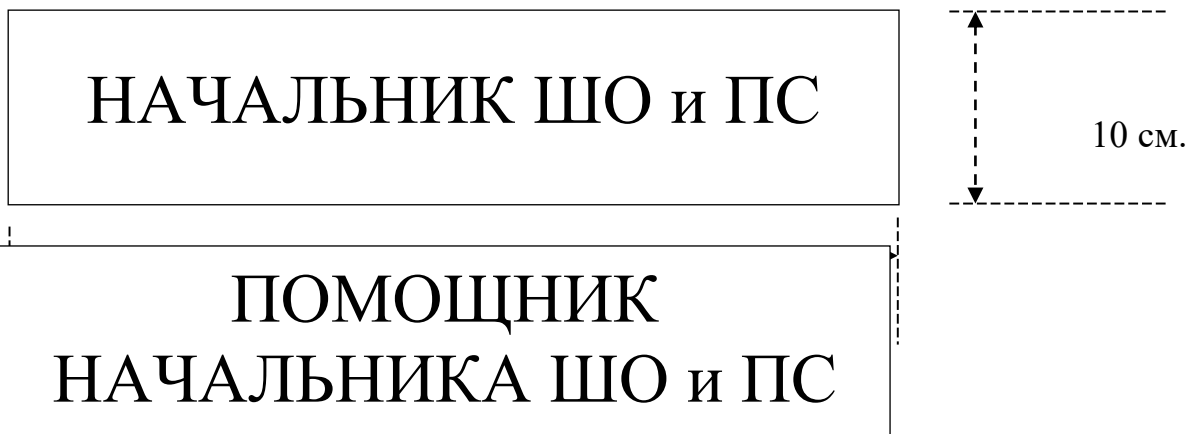 НАЧАЛЬНИК ШО и ПС
10 см.
ПОМОЩНИК
НАЧАЛЬНИКА ШО и ПС